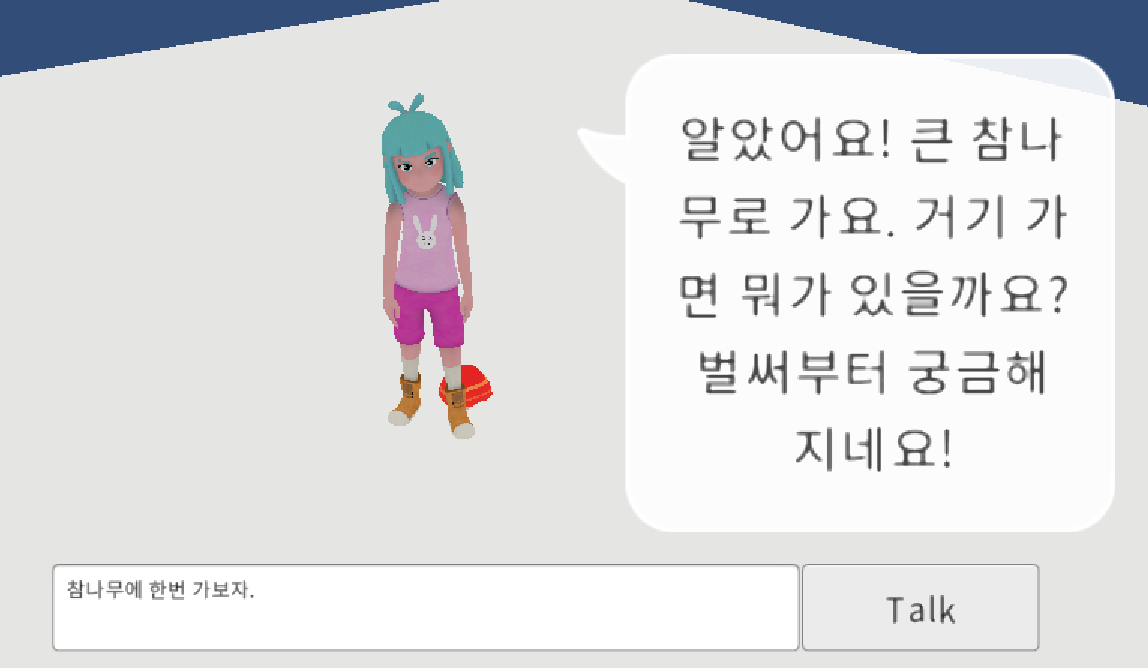 알았어요! 큰 참나
무로 가요. 거기 가
면 뭐가 있을까요?
벌써부터 궁금해
지네요!
참나무에 한번 가보자.
Talk